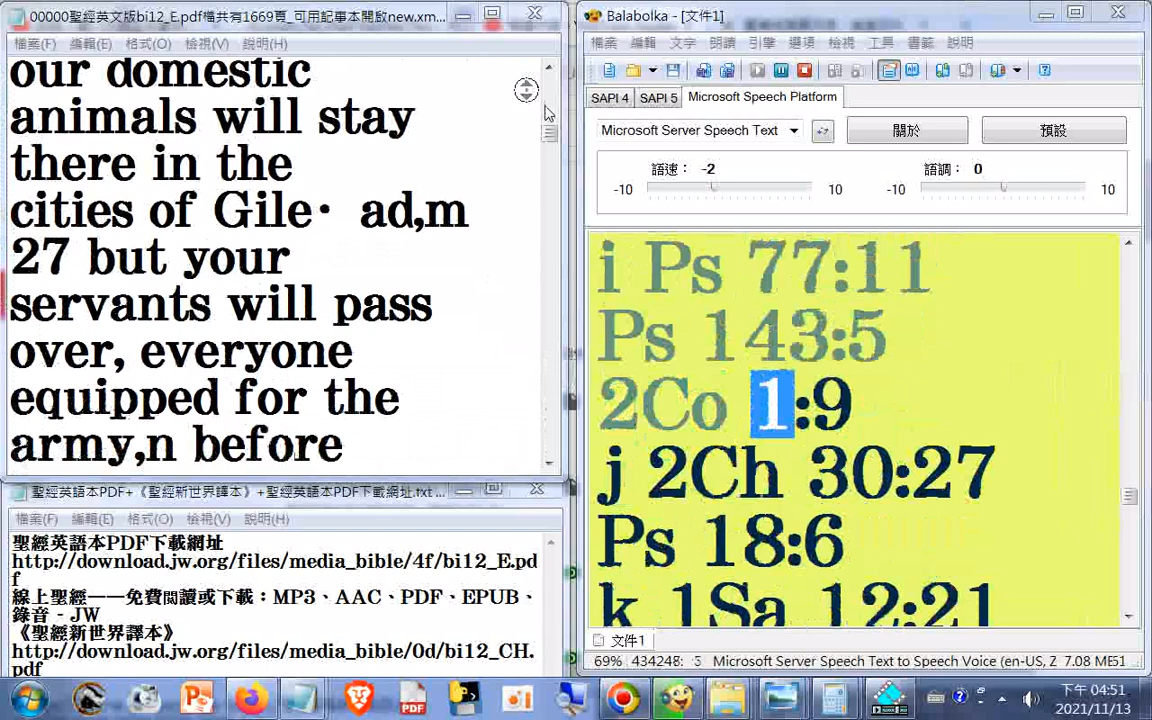 00000聖經英文版bi12_E.pdf檔共有1669頁_可用記事本開啟new.xm...
檔案(F) 編輯(E) 格式(O) 檢視(V) 說明(H)
our domestic
animals will stay
there in the
cities of Gile· ad,m
27 but your
servants will pass
over, everyone
equipped for the
army,n before
聖經英語本PDF+《聖經新世界譯本》+聖經英語本PDF下載網址.txt ...
檔案(F) 編輯(E) 格式(O) 檢視(V) 說明(H)
聖經英語本PDF下載網址
http://download.jw.org/files/media_bible/4f/bi12_E.pd
f
線上聖經——免費閱讀或下載：MP3、AAC、PDF、EPUB、
錄音 - JW
《聖經新世界譯本》
http://download.jw.org/files/media_bible/0d/bi12_CH.
pdf
Balabolka - [文件1]
檔案 編輯 文字 朗讀 引擎 選項 檢視 工具 書籤 說明
SAPI 4 SAPI 5 Microsoft Speech Platform
Microsoft Server Speech Text 關於 預設
語速： -2 語調： 0
-10 10 -10 10
i Ps 77:11
Ps 143:5
2Co 1:9
j 2Ch 30:27
Ps 18:6
k 1Sa 12:21
文件1
69% 434248: 5 Microsoft Server Speech Text to Speech Voice (en-US, Z 7.08 ME51
PDF
下午 04:51
2021/11/13